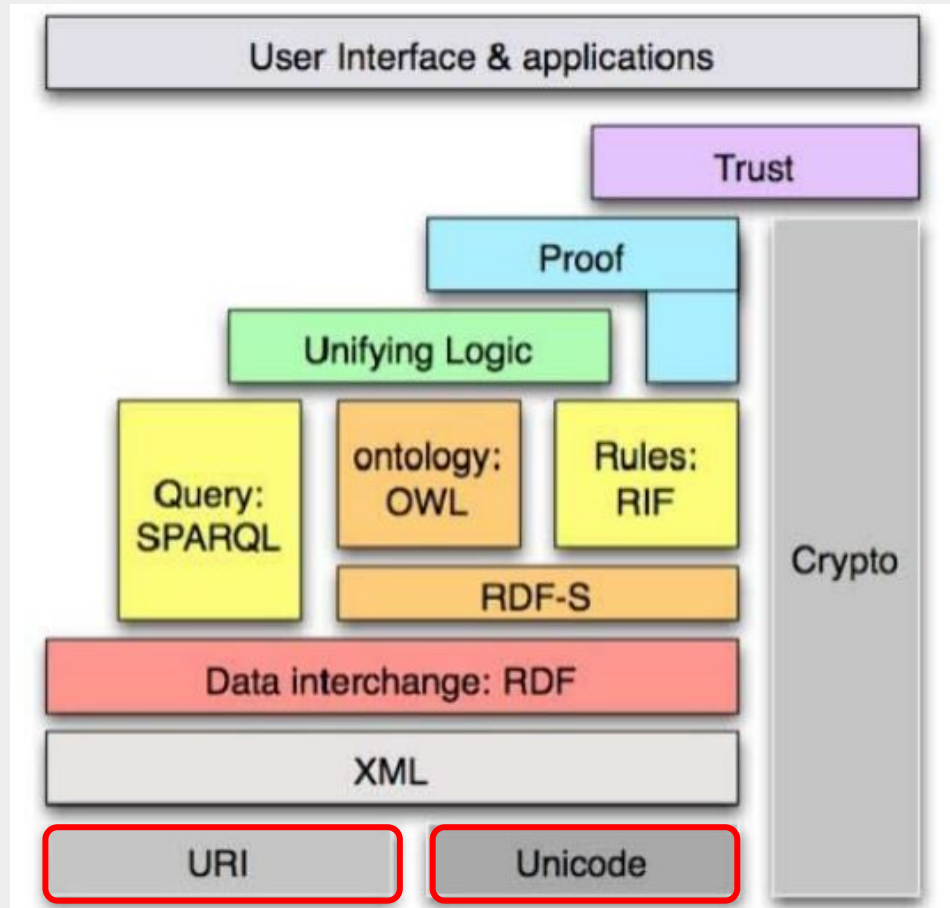 User Interface & applications
Trust
Proof
Unifying Logic
Query:
SPARQL
ontology:
OWL
Rules:
RIF
Crypto
RDF-S
Data interchange: RDF
XML
URI
Unicode